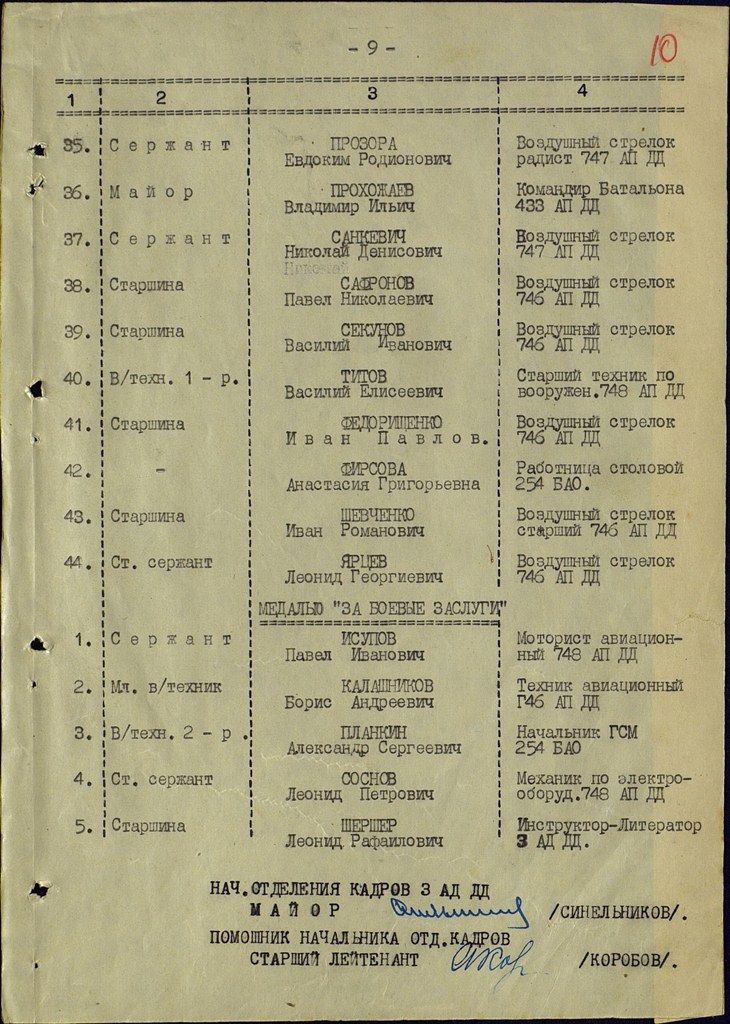 - 9 -
10
1 2 3 4
35. Сержант ПРОЗОРА Воздушный стрелок
Евдоким Родионович радист 747 АП ДД
36. Майор ПРОХОЖАЕВ Командир Батальона
Владимир Ильич 433 АП ДД
37. Сержант САНКЕВИЧ Воздушный стрелок
Николай Денисович 747 АП ДД
38. Старшина САФРОНОВ Воздушный стрелок
Павел Николаевич 746 АП ДД
39. Старшина СЕКУНОВ Воздушный стрелок
Василий Иванович 746 АП ДД
40. В/техн. 1 - р. ТИТОВ Старший техник по
Василий Елисеевич вооружен.748 АП ДД
41. Старшина ФЕДОРИЩЕНКО Воздушный стрелок
Иван Павлов. 746 АП ДД
42. - ФИРСОВА Работница столовой
Анастасия Григорьевна 254 БАО.
43. Старшина ШЕВЧЕНКО Воздушный стрелок
Иван Романович старший 746 АП ДД
44. Ст. сержант ЯРЦЕВ Воздушный стрелок
Леонид Георгиевич 746 АП ДД
МЕДАЛЬЮ "ЗА БОЕВЫЕ ЗАСЛУГИ"
1. Сержант ИСУПОВ Моторист авиацион-
Павел Иванович ный 748 АП ДД
2. Мл. в/техник КАЛАШНИКОВ Техник авиационный
Борис Андреевич Г46 АП ДД
3. В/техн. 2 - р. ПЛАНКИН Начальник ГСМ
Александр Сергеевич 254 БАО
4. Ст. сержант СОСНОВ Механик по электро-
Леонид Петрович оборуд.748 АП ДД
5. Старшина ШЕРШЕР Инструктор-Литератор
Леонид Рафаилович 3 АД ДД.
НАЧ.ОТДЕЛЕНИЯ КАДРОВ 3 АД ДД
МАЙОР /СИНЕЛЬНИКОВ/.
ПОМОШНИК НАЧАЛЬНИКА ОТД.КАДРОВ
СТАРШИЙ ЛЕЙТЕНАНТ /КОРОБОВ/.